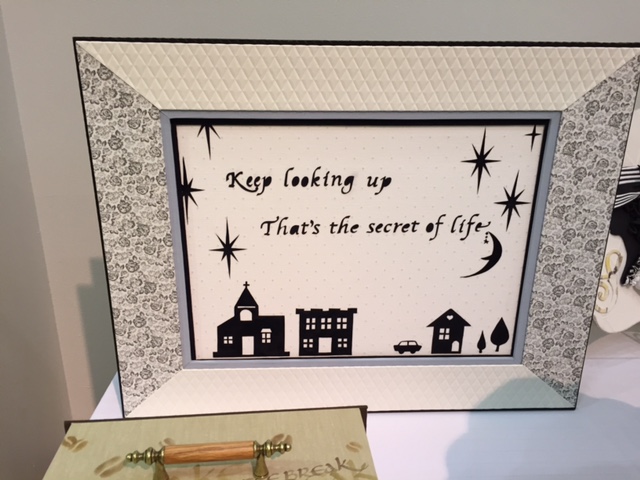 Keep looking up
That's the secret of life